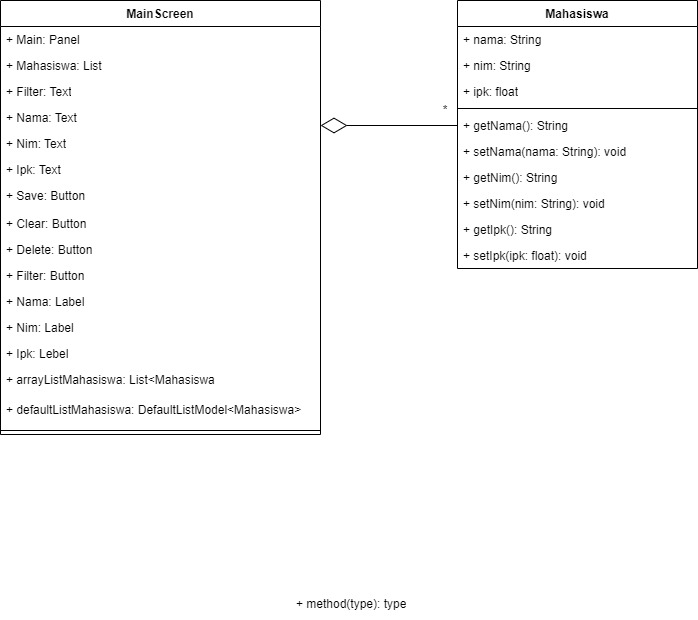 MainScreen
+ Main: Panel
+ Mahasiswa: List
+ Filter: Text
+ Nama: Text
+ Nim: Text
+ Ipk: Text
+ Save: Button
+ Clear: Button
+ Delete: Button
+ Filter: Button
+ Nama: Label
+ Nim: Label
+ Ipk: Lebel
+ arrayListMahasiswa: List<Mahasiswa
+ defaultListMahasiswa: DefaultListModel<Mahasiswa>
*
Mahasiswa
+ nama: String
+ nim: String
+ ipk: float
+ getNama(): String
+ setNama(nama: String): void
+ getNim(): String
+ setNim(nim: String): void
+ getIpk(): String
+ setIpk(ipk: float): void
+ method(type): type